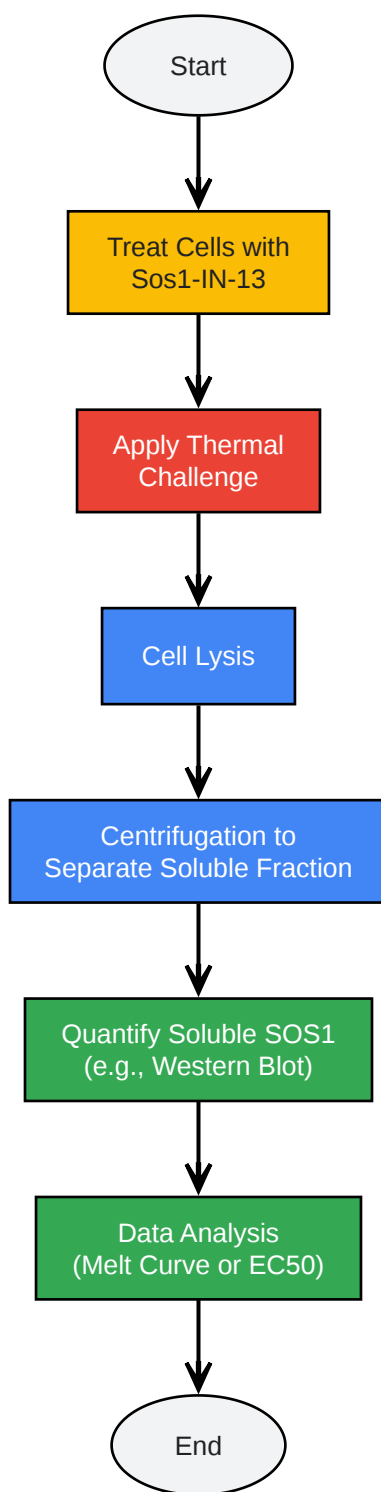 Start
Treat Cells with
Sos1-IN-13
Apply Thermal
Challenge
Cell Lysis
Centrifugation to
Separate Soluble Fraction
Quantify Soluble SOS1
(e.g., Western Blot)
Data Analysis
(Melt Curve or EC50)
End